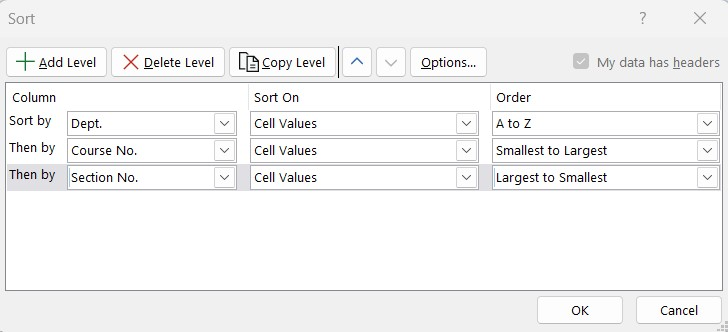 Sort ?
Add Level Delete Level Copy Level Options... My data has headers
Column Sort On Order
Sort by Dept. Cell Values A to Z
Then by Course No. Cell Values Smallest to Largest
Then by Section No. Cell Values Largest to Smallest
OK Cancel